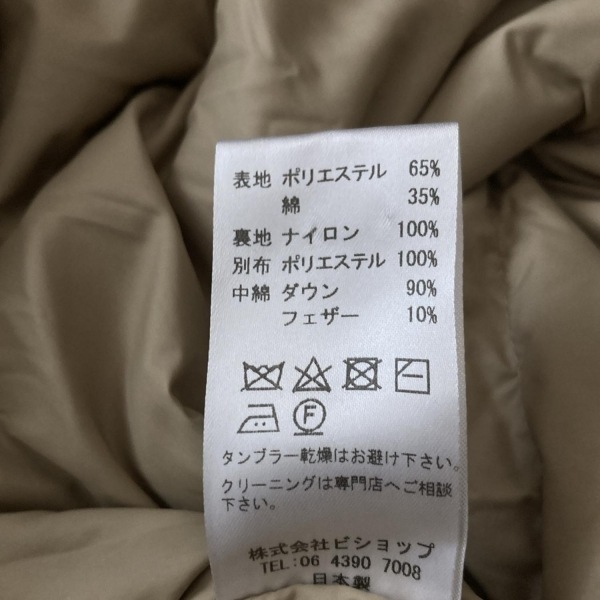 表地 ポリエステル 65%
綿 35%
裏地 ナイロン 100%
別布 ポリエステル 100%
中綿 ダウン 90%
フェザー 10%
F
タンブラー乾燥はお避け下さい。
クリーニングは専門店へご相談
下さい。
株式会社ビショップ
TEL:06 4390 7008
日本製